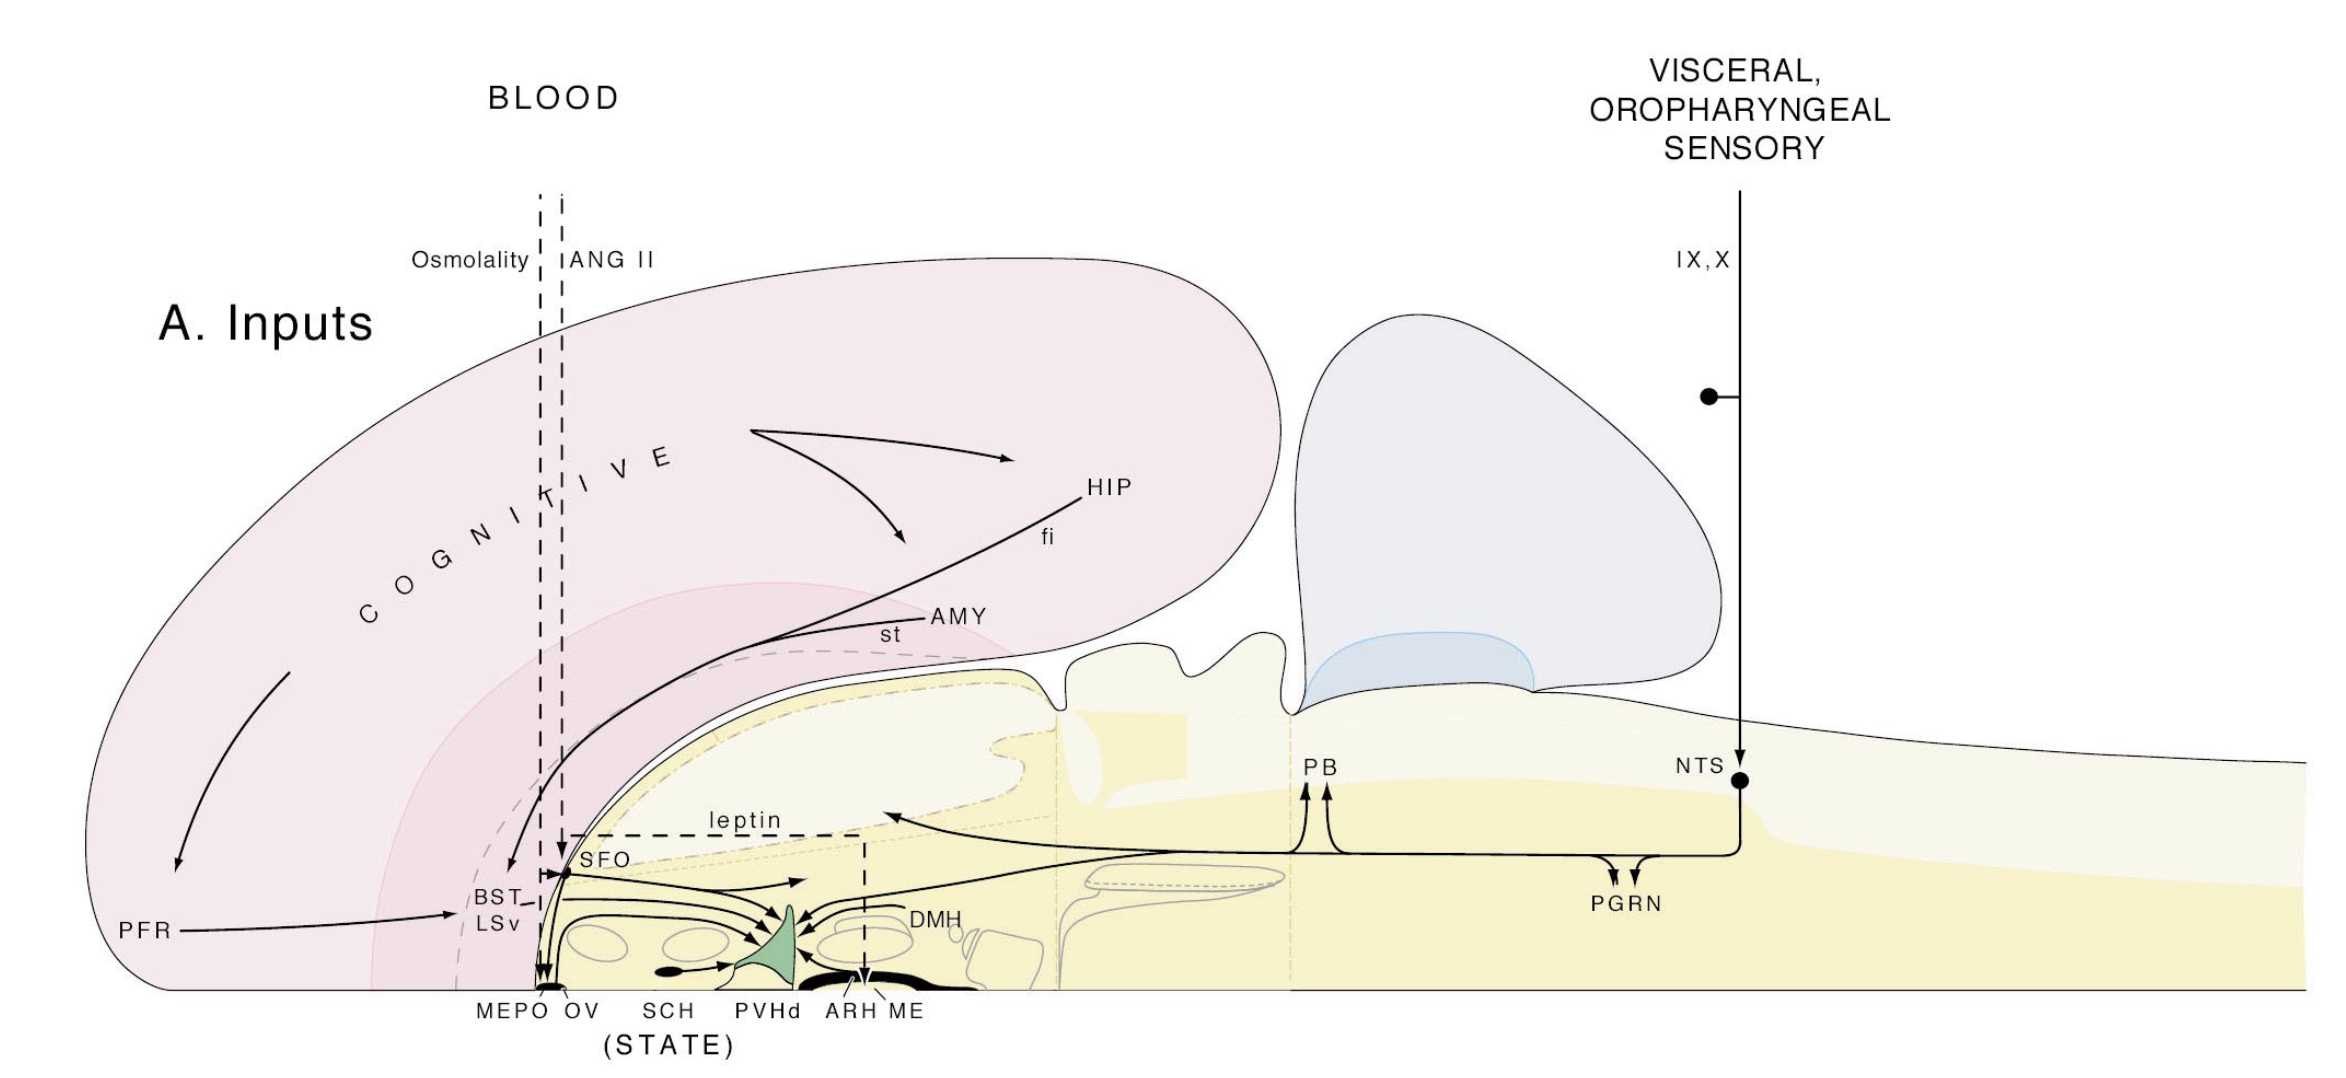 BLOOD
VISCERAL,
OROPHARYNGEAL
SENSORY
Osmolality
ANG II
IX,X
A. Inputs
COGNITIVE
HIP
fi
AMY
st
PB
NTS
leptin
SFO
BST
LSv
PFR
DMH
PGRN
MEPO
OV
SCH
PVHd
ARH
ME
(STATE)